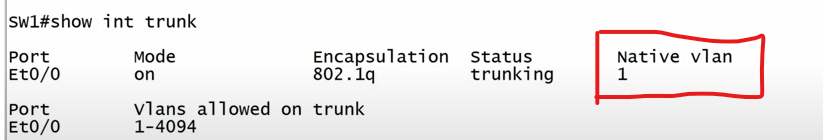 SW1#show int trunk
Port Mode Encapsulation Status Native vlan
Et0/0 on 802.1q trunking 1
Port Vlans allowed on trunk
Et0/0 1-4094